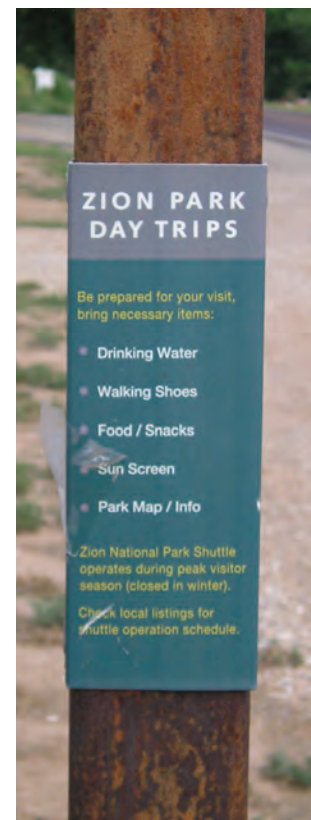 ZION PARK
DAY TRIPS
Be prepared for your visit,
bring necessary items:
Drinking Water
Walking Shoes
Food / Snacks
Sun Screen
Park Map / Info
Zion National Park Shuttle
operates during peak visitor
season (closed in winter).
Check local listings for
shuttle operation schedule.